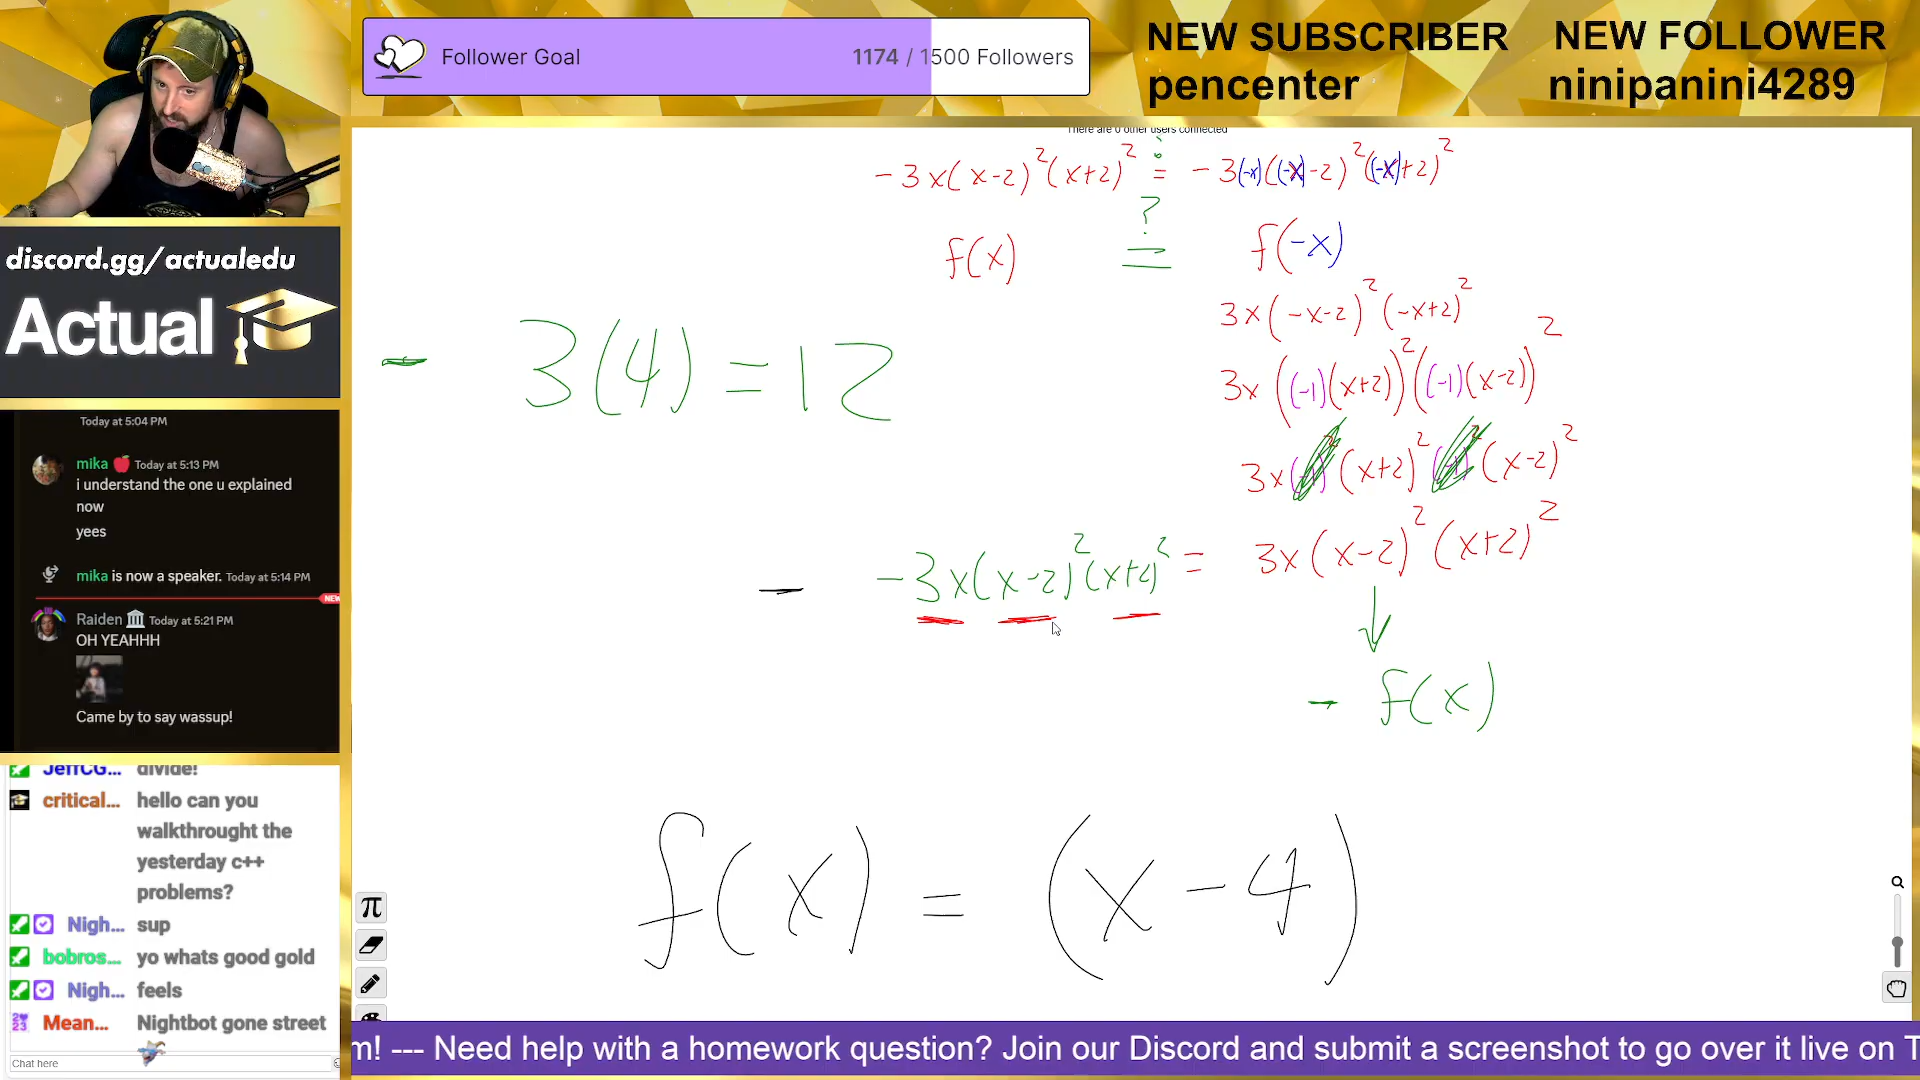 Follower Goal
1174 / 1500 Followers
NEW SUBSCRIBER
pencenter
NEW FOLLOWER
ninipanini4289
There are 0 other users connected
-3x(x-2)²(x+2)² = -3(-x)((-x)-2)²((-x)+2)²
?
f(x) = f(-x)
3x(-x-2)²(-x+2)²
- 3(4)=12
3x((-1)(x+2))²((-1)(x-2))²
3x (x+2)² (x-2)²
- -3x(x-2)²(x+2)² = 3x(x-2)²(x+2)²
- f(x)
f(x) = (x-4)
discord.gg/actualedu
Actual
Today at 5:04 PM
mika 🍎 Today at 5:13 PM
i understand the one u explained
now
yees
mika is now a speaker. Today at 5:14 PM
NEW
Raiden 🏛 Today at 5:21 PM
OH YEAHHH
Came by to say wassup!
JeffCG... divide!
critical... hello can you
walkthrought the
yesterday c++
problems?
Nigh... sup
bobros... yo whats good gold
Nigh... feels
Mean... Nightbot gone street
Chat here
π
m! --- Need help with a homework question? Join our Discord and submit a screenshot to go over it live on T